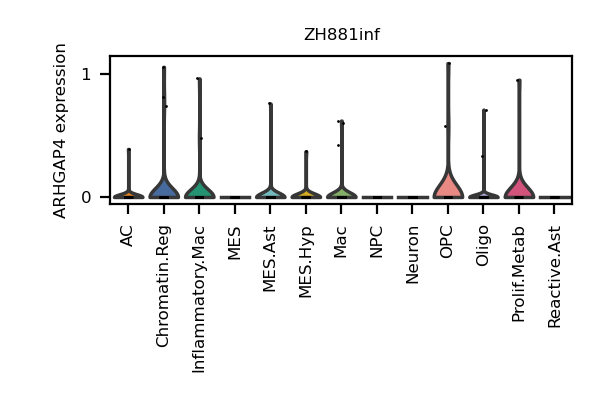 ZH881inf
ARHGAP4 expression
1
0
AC
Chromatin.Reg
Inflammatory.Mac
MES
MES.Ast
MES.Hyp
Mac
NPC
Neuron
OPC
Oligo
Prolif.Metab
Reactive.Ast